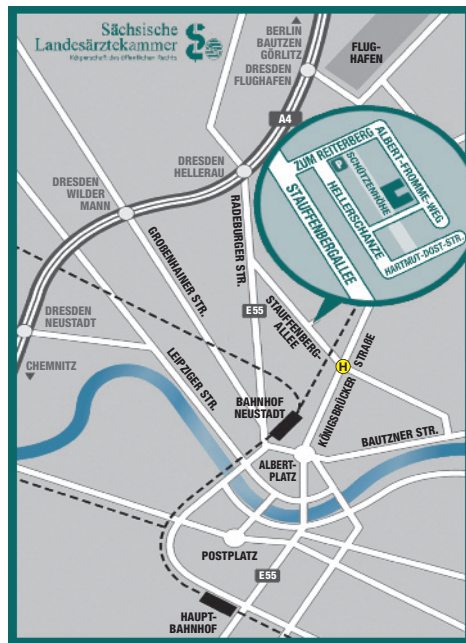 Sächsische
Landesärztekammer
Körperschaft des öffentlichen Rechts
BERLIN
BAUTZEN
GÖRLITZ
DRESDEN
FLUGHAFEN
FLUG-
HAFEN
A4
DRESDEN
HELLERAU
DRESDEN
WILDER
MANN
ZUM REITERBERG
ALBERT-FROMME-WEG
P
SCHÜTZENHÖHE
HELLERSCHANZE
STAUFFENBERGALLEE
HARTMUT-DOST-STR.
RADEBURGER STR.
GROßENHAINER STR.
E55
STAUFFENBERG-
ALLEE
DRESDEN
NEUSTADT
CHEMNITZ
LEIPZIGER STR.
H
KÖNIGSBRÜCKER STRAßE
BAHNHOF
NEUSTADT
BAUTZNER STR.
ALBERT-
PLATZ
POSTPLATZ
E55
HAUPT-
BAHNHOF